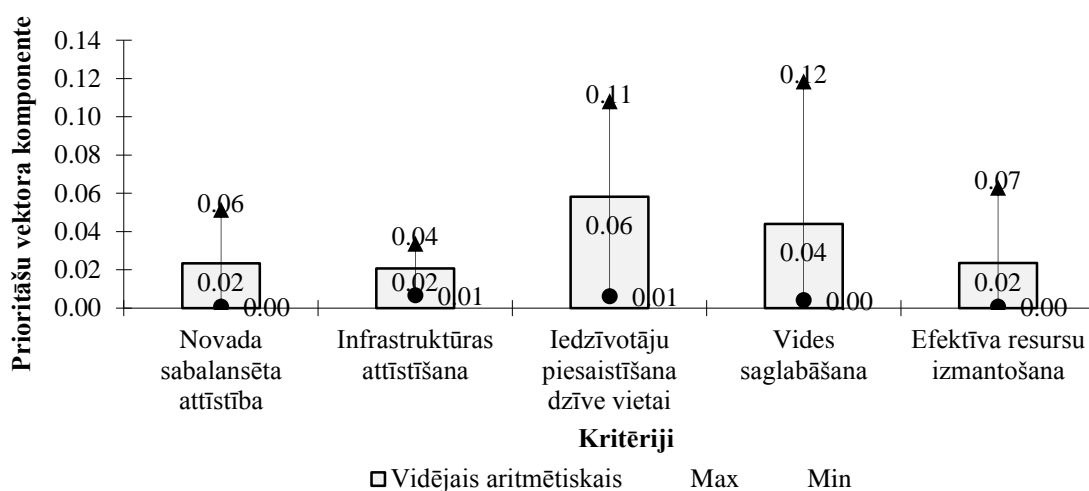 Prioritāšu vektora komponente
0.14
0.12
0.10
0.08
0.06
0.04
0.02
0.00
0.06
0.02
0.00
0.04
0.02
0.01
0.11
0.06
0.01
0.12
0.04
0.00
0.07
0.02
0.00
Novada
sabalansēta
attīstība
Infrastruktūras
attīstīšana
Iedzīvotāju
piesaistīšana
dzīve vietai
Vides
saglabāšana
Efektīva resursu
izmantošana
Kritēriji
Vidējais aritmētiskais Max Min